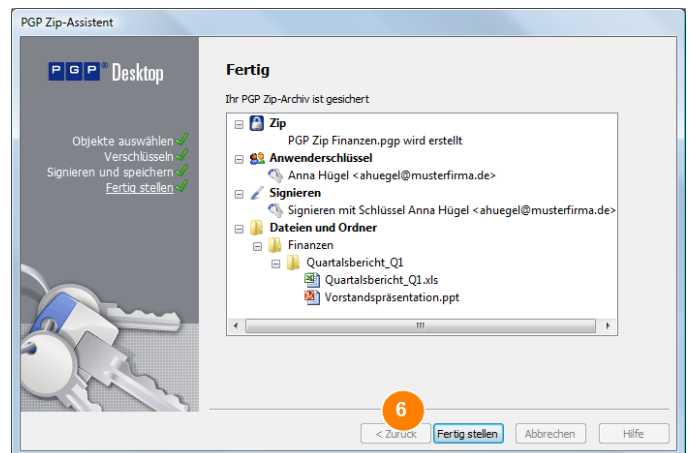 PGP Zip-Assistent
PGP® Desktop
Objekte auswählen
Verschlüsseln
Signieren und speichern
Fertig stellen
Fertig
Ihr PGP Zip-Archiv ist gesichert
Zip
PGP Zip Finanzen.pgp wird erstellt
Anwenderschlüssel
Anna Hügel <ahuegel@musterfirma.de>
Signieren
Signieren mit Schlüssel Anna Hügel <ahuegel@musterfirma.de>
Dateien und Ordner
Finanzen
Quartalsbericht_Q1
Quartalsbericht_Q1.xls
Vorstandspräsentation.ppt
6
< Zurück
Fertig stellen
Abbrechen
Hilfe